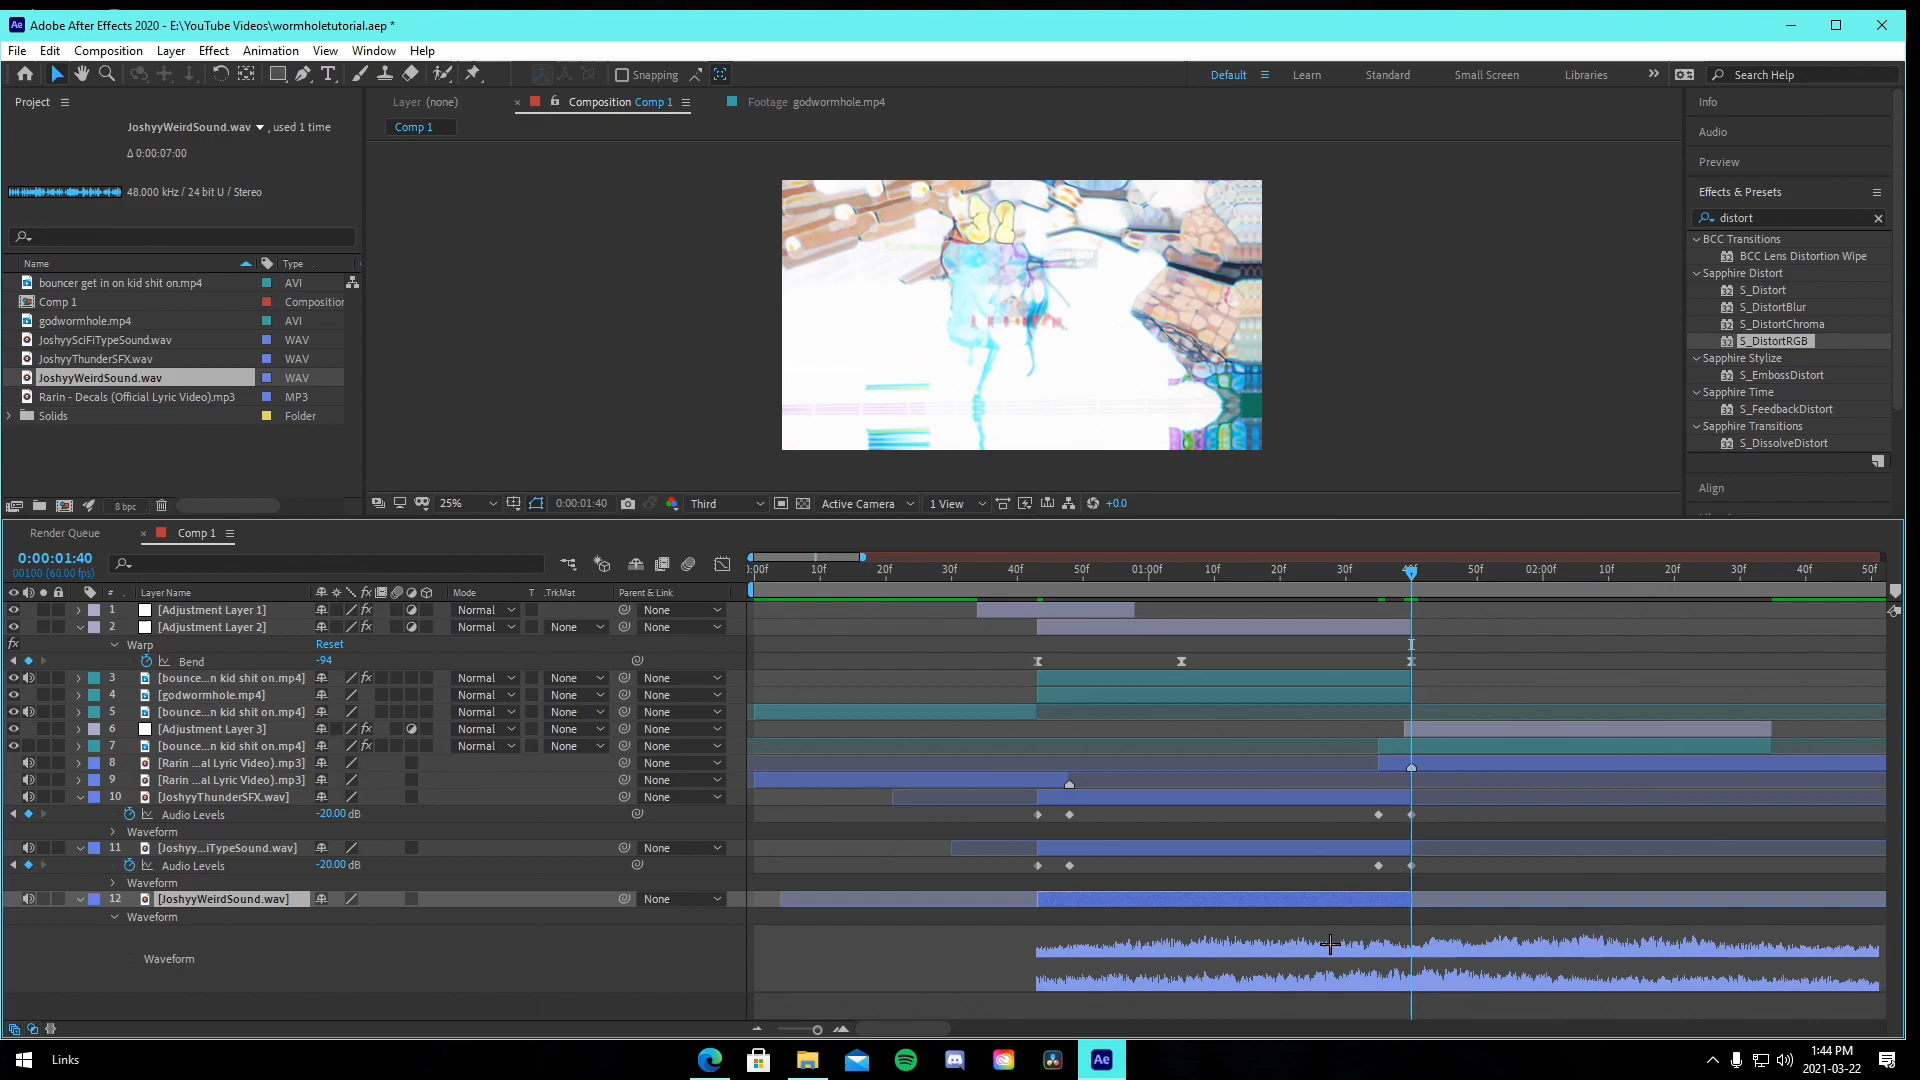 Adobe After Effects 2020 - E:\YouTube Videos\wormholetutorial.aep *
File Edit Composition Layer Effect Animation View Window Help
Snapping Default Learn Standard Small Screen Libraries Search Help
Project
JoshyyWeirdSound.wav , used 1 time
Δ 0:00:07:00
48.000 kHz / 24 bit U / Stereo
Name Type
bouncer get in on kid shit on.mp4 AVI
Comp 1 Composition
godwormhole.mp4 AVI
JoshyySciFiTypeSound.wav WAV
JoshyyThunderSFX.wav WAV
JoshyyWeirdSound.wav WAV
Rarin - Decals (Official Lyric Video).mp3 MP3
Solids Folder
8 bpc
Layer (none) Composition Comp 1 Footage godwormhole.mp4
Comp 1
25% 0:00:01:40 Third Active Camera 1 View +0.0
Info
Audio
Preview
Effects & Presets
distort
BCC Transitions
BCC Lens Distortion Wipe
Sapphire Distort
S_Distort
S_DistortBlur
S_DistortChroma
S_DistortRGB
Sapphire Stylize
S_EmbossDistort
Sapphire Time
S_FeedbackDistort
Sapphire Transitions
S_DissolveDistort
Align
Render Queue Comp 1
0:00:01:40
00100 (60.00 fps)
):00f 10f 20f 30f 40f 50f 01:00f 10f 20f 30f 40f 50f 02:00f 10f 20f 30f 40f 50f
# Layer Name Mode T TrkMat Parent & Link
1 [Adjustment Layer 1] Normal None
2 [Adjustment Layer 2] Normal None None
Warp Reset
Bend -94
3 [bounce...n kid shit on.mp4] Normal None None
4 [godwormhole.mp4] Normal None None
5 [bounce...n kid shit on.mp4] Normal None None
6 [Adjustment Layer 3] Normal None None
7 [bounce...n kid shit on.mp4] Normal None None
8 [Rarin ...al Lyric Video).mp3] None
9 [Rarin ...al Lyric Video).mp3] None
10 [JoshyyThunderSFX.wav] None
Audio Levels -20.00 dB
Waveform
11 [Joshyy...iTypeSound.wav] None
Audio Levels -20.00 dB
Waveform
12 [JoshyyWeirdSound.wav] None
Waveform
Waveform
Links
1:44 PM
2021-03-22